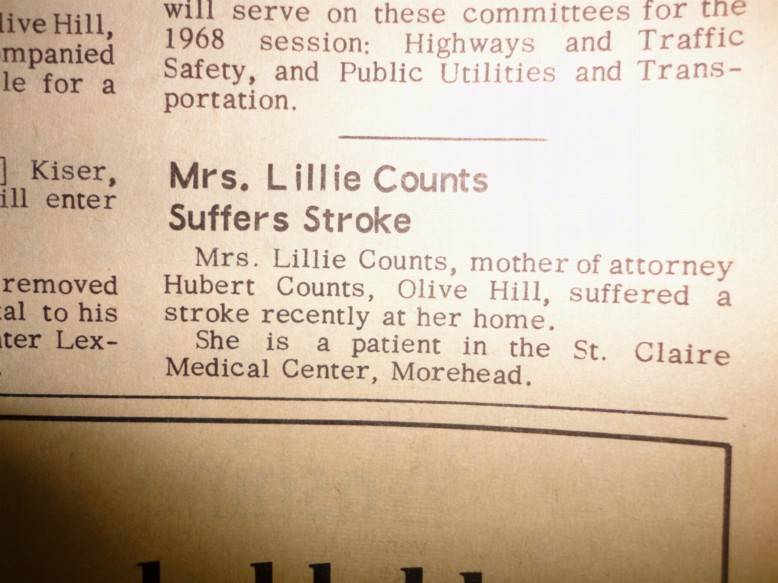 live Hill,
mpanied
le for a
] Kiser,
ill enter
removed
tal to his
ter Lex-
will serve on these committees for the
1968 session: Highways and Traffic
Safety, and Public Utilities and Trans-
portation.
Mrs. Lillie Counts
Suffers Stroke
Mrs. Lillie Counts, mother of attorney
Hubert Counts, Olive Hill, suffered a
stroke recently at her home.
She is a patient in the St. Claire
Medical Center, Morehead.